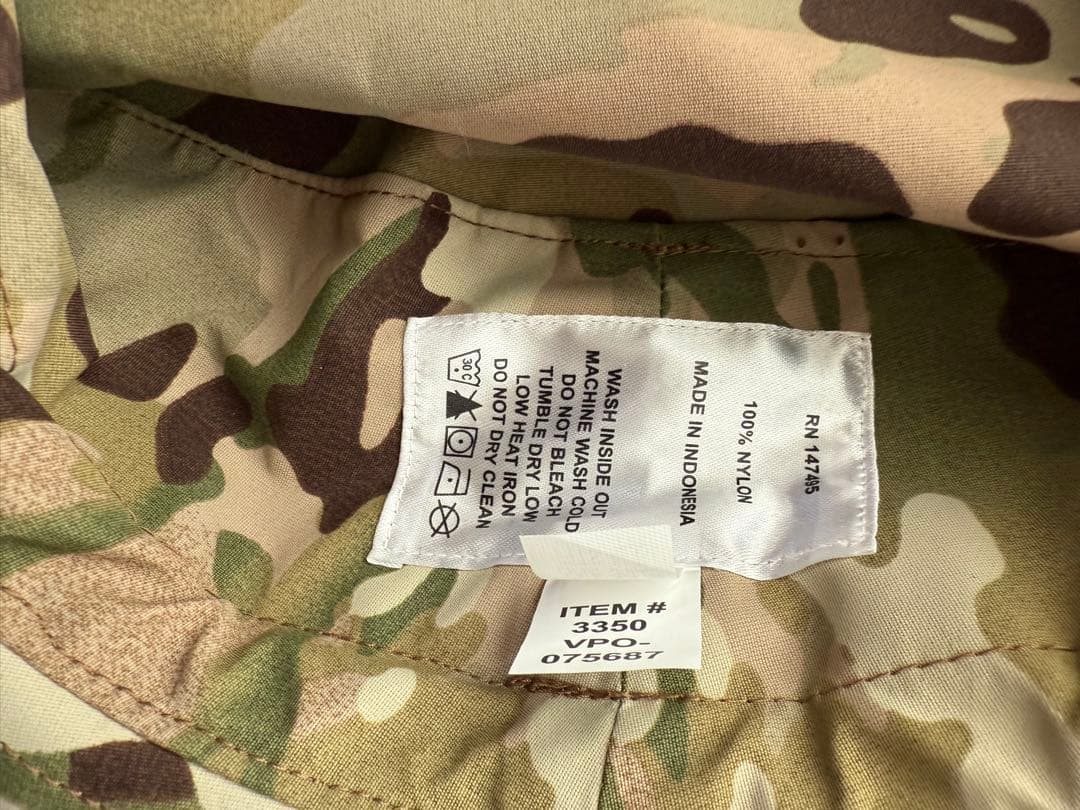 RN 147495
100% NYLON
MADE IN INDONESIA
WASH INSIDE OUT
MACHINE WASH COLD
DO NOT BLEACH
TUMBLE DRY LOW
LOW HEAT IRON
DO NOT DRY CLEAN
30 C
ITEM #
3350
VPO-
075687